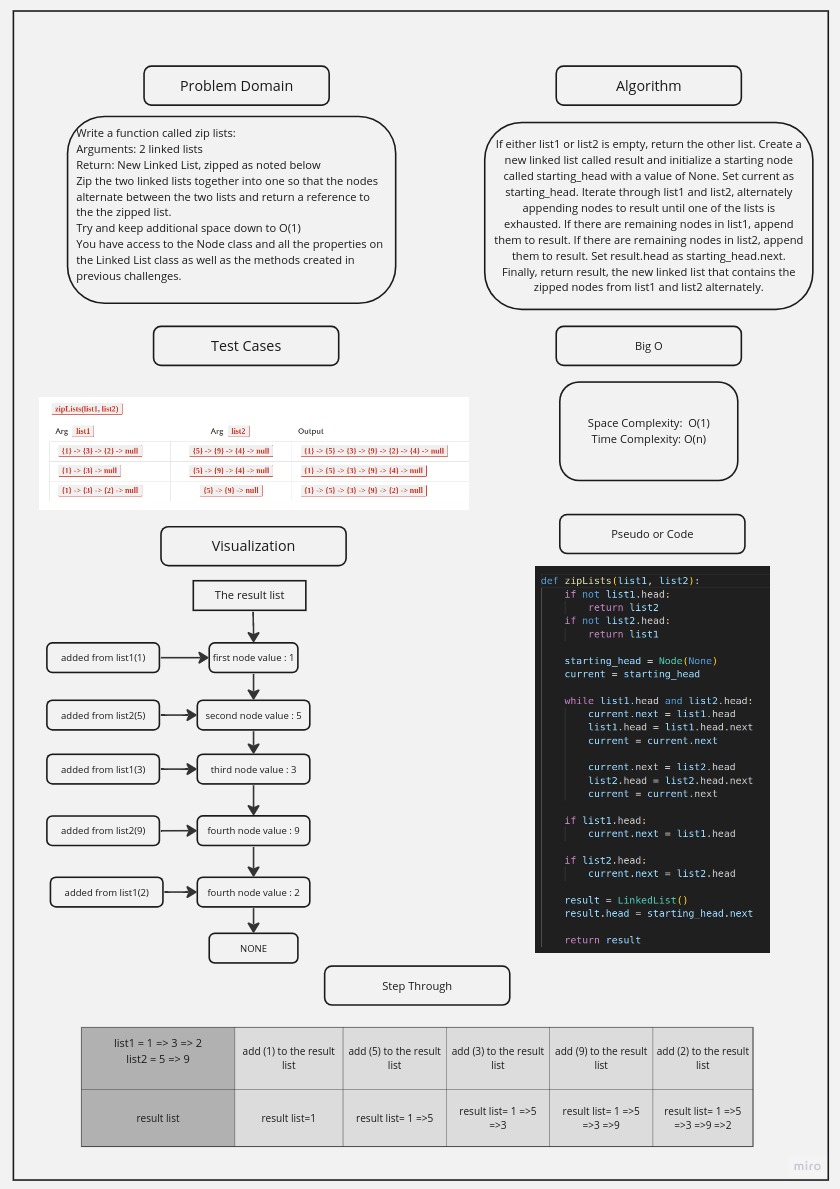 Problem Domain
Write a function called zip lists:
Arguments: 2 linked lists
Return: New Linked List, zipped as noted below
Zip the two linked lists together into one so that the nodes
alternate between the two lists and return a reference to
the the zipped list.
Try and keep additional space down to O(1)
You have access to the Node class and all the properties on
the Linked List class as well as the methods created in
previous challenges.
Algorithm
If either list1 or list2 is empty, return the other list. Create a
new linked list called result and initialize a starting node
called starting_head with a value of None. Set current as
starting_head. Iterate through list1 and list2, alternately
appending nodes to result until one of the lists is
exhausted. If there are remaining nodes in list1, append
them to result. If there are remaining nodes in list2, append
them to result. Set result.head as starting_head.next.
Finally, return result, the new linked list that contains the
zipped nodes from list1 and list2 alternately.
Test Cases
zipLists(list1, list2)
Arg list1 Arg list2 Output
{1} -> {3} -> {2} -> null {5} -> {9} -> {4} -> null {1} -> {5} -> {3} -> {9} -> {2} -> {4} -> null
{1} -> {3} -> null {5} -> {9} -> {4} -> null {1} -> {5} -> {3} -> {9} -> {4} -> null
{1} -> {3} -> {2} -> null {5} -> {9} -> null {1} -> {5} -> {3} -> {9} -> {2} -> null
Big O
Space Complexity: O(1)
Time Complexity: O(n)
Visualization
The result list
added from list1(1) first node value : 1
added from list2(5) second node value : 5
added from list1(3) third node value : 3
added from list2(9) fourth node value : 9
added from list1(2) fourth node value : 2
NONE
Pseudo or Code
def zipLists(list1, list2):
    if not list1.head:
        return list2
    if not list2.head:
        return list1
    starting_head = Node(None)
    current = starting_head
    while list1.head and list2.head:
        current.next = list1.head
        list1.head = list1.head.next
        current = current.next
        current.next = list2.head
        list2.head = list2.head.next
        current = current.next
    if list1.head:
        current.next = list1.head
    if list2.head:
        current.next = list2.head
    result = LinkedList()
    result.head = starting_head.next
    return result
Step Through
list1 = 1 => 3 => 2
list2 = 5 => 9
add (1) to the result
list
add (5) to the result
list
add (3) to the result
list
add (9) to the result
list
add (2) to the result
list
result list
result list=1
result list= 1 =>5
result list= 1 =>5
=>3
result list= 1 =>5
=>3 =>9
result list= 1 =>5
=>3 =>9 =>2
miro